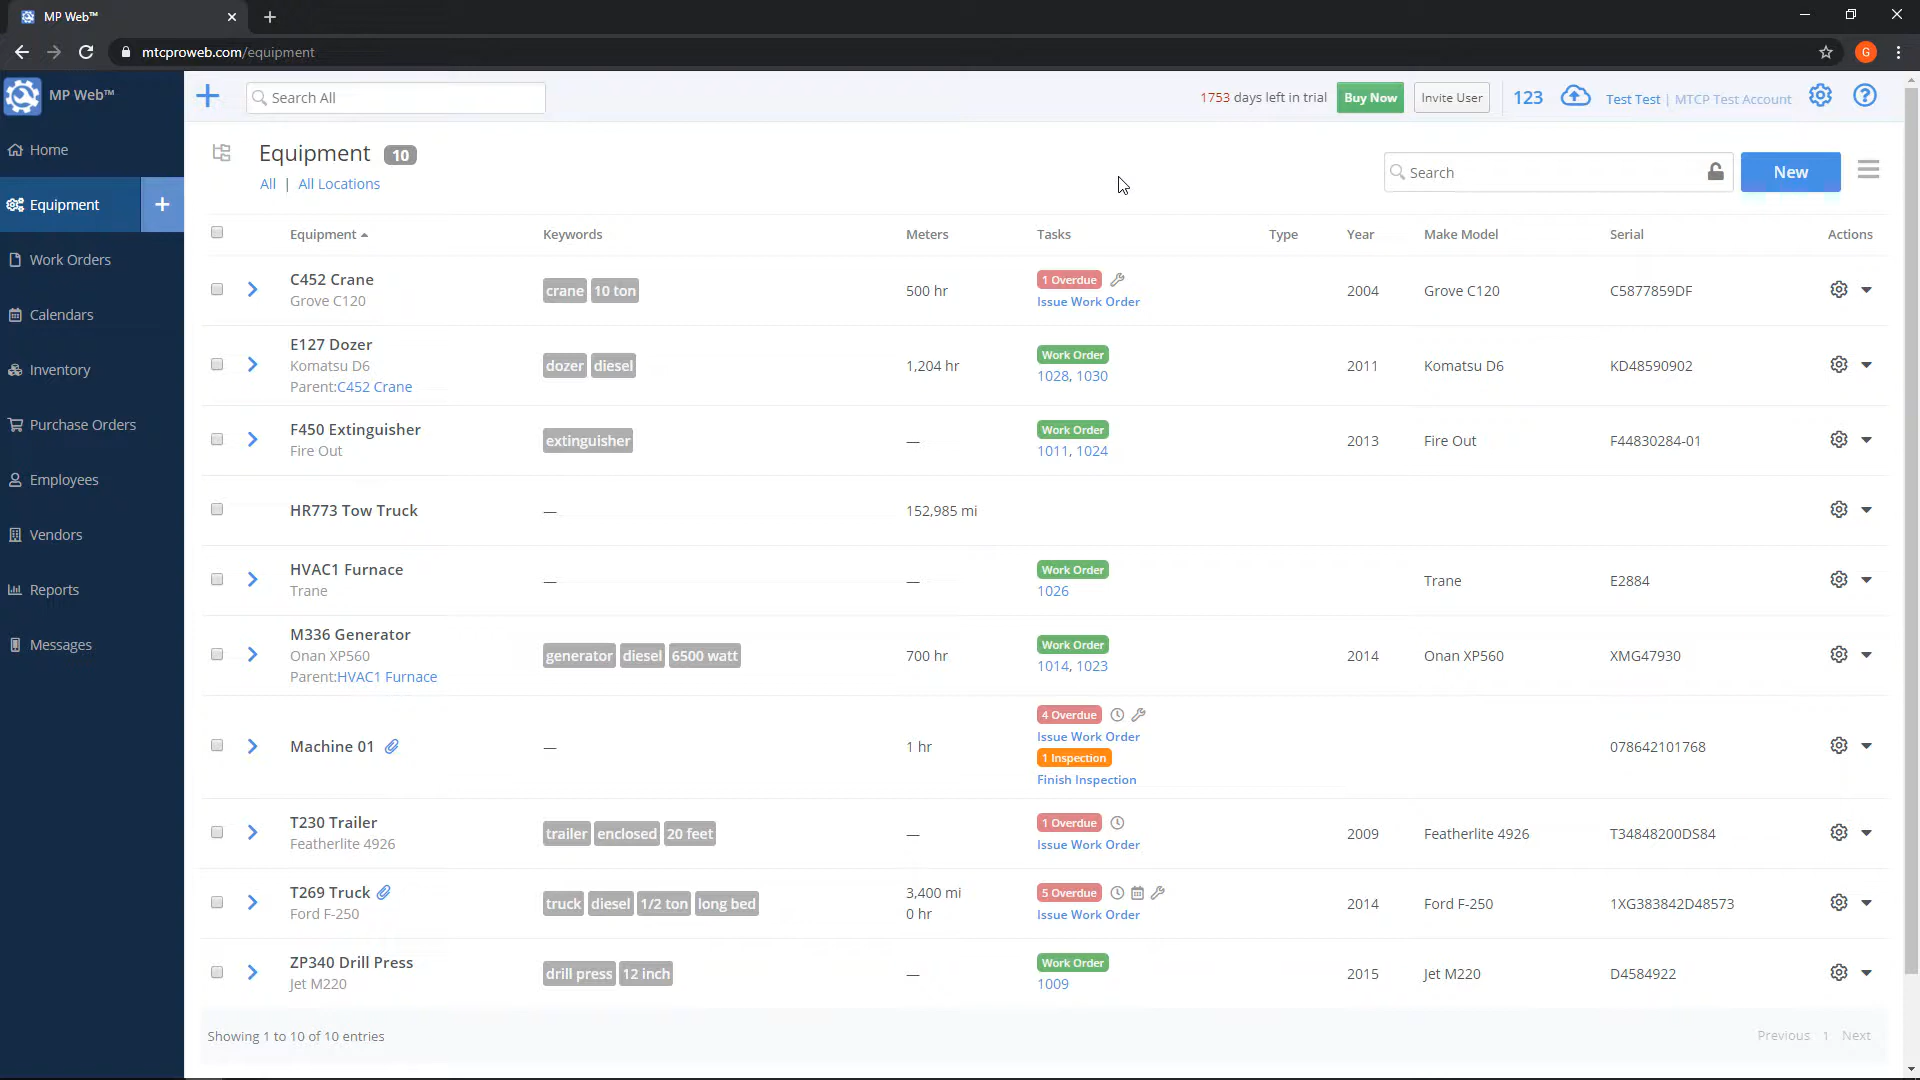 MP Web™
mtcproweb.com/equipment
G
MP Web™
Search All
1753 days left in trial
Buy Now
Invite User
123
Test Test | MTCP Test Account
Home
Equipment
Work Orders
Calendars
Inventory
Purchase Orders
Employees
Vendors
Reports
Messages
Equipment 10
All | All Locations
Search
New
Equipment Keywords Meters Tasks Type Year Make Model Serial Actions
C452 Crane
Grove C120
crane 10 ton
500 hr
1 Overdue
Issue Work Order
2004
Grove C120
C5877859DF
E127 Dozer
Komatsu D6
Parent:C452 Crane
dozer diesel
1,204 hr
Work Order
1028, 1030
2011
Komatsu D6
KD48590902
F450 Extinguisher
Fire Out
extinguisher
—
Work Order
1011, 1024
2013
Fire Out
F44830284-01
HR773 Tow Truck
—
152,985 mi
HVAC1 Furnace
Trane
—
—
Work Order
1026
Trane
E2884
M336 Generator
Onan XP560
Parent:HVAC1 Furnace
generator diesel 6500 watt
700 hr
Work Order
1014, 1023
2014
Onan XP560
XMG47930
Machine 01
—
1 hr
4 Overdue
Issue Work Order
1 Inspection
Finish Inspection
078642101768
T230 Trailer
Featherlite 4926
trailer enclosed 20 feet
—
1 Overdue
Issue Work Order
2009
Featherlite 4926
T34848200DS84
T269 Truck
Ford F-250
truck diesel 1/2 ton long bed
3,400 mi
0 hr
5 Overdue
Issue Work Order
2014
Ford F-250
1XG383842D48573
ZP340 Drill Press
Jet M220
drill press 12 inch
—
Work Order
1009
2015
Jet M220
D4584922
Showing 1 to 10 of 10 entries
Previous 1 Next